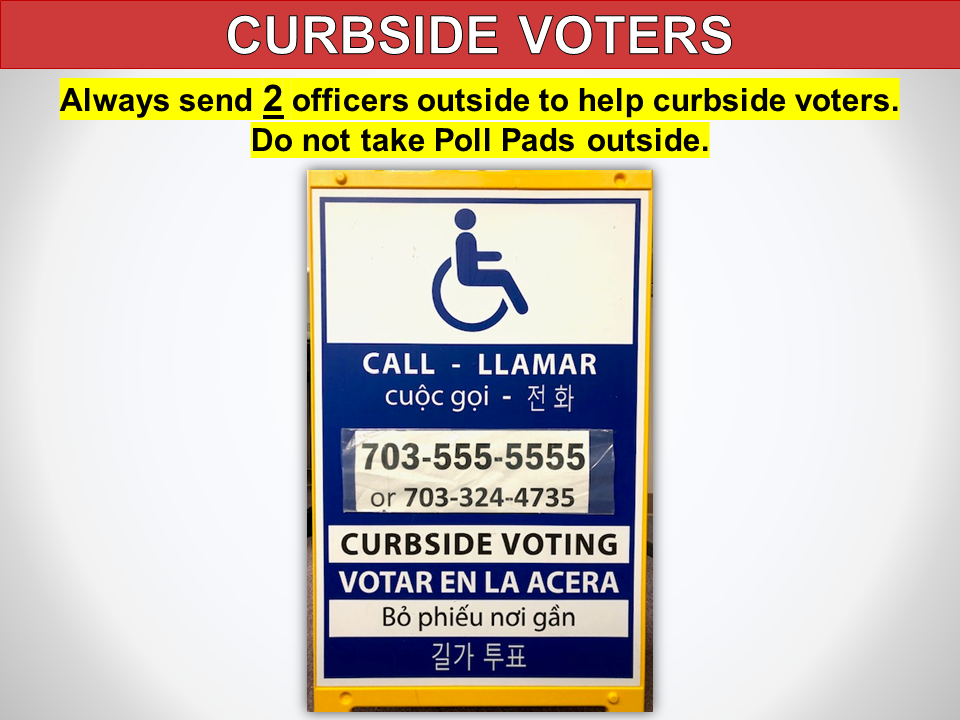 CURBSIDE VOTERS
Always send 2 officers outside to help curbside voters.
Do not take Poll Pads outside.
CALL - LLAMAR
cuộc gọi - 전화
703-555-5555
or 703-324-4735
CURBSIDE VOTING
VOTAR EN LA ACERA
Bỏ phiếu nơi gần
길가 투표